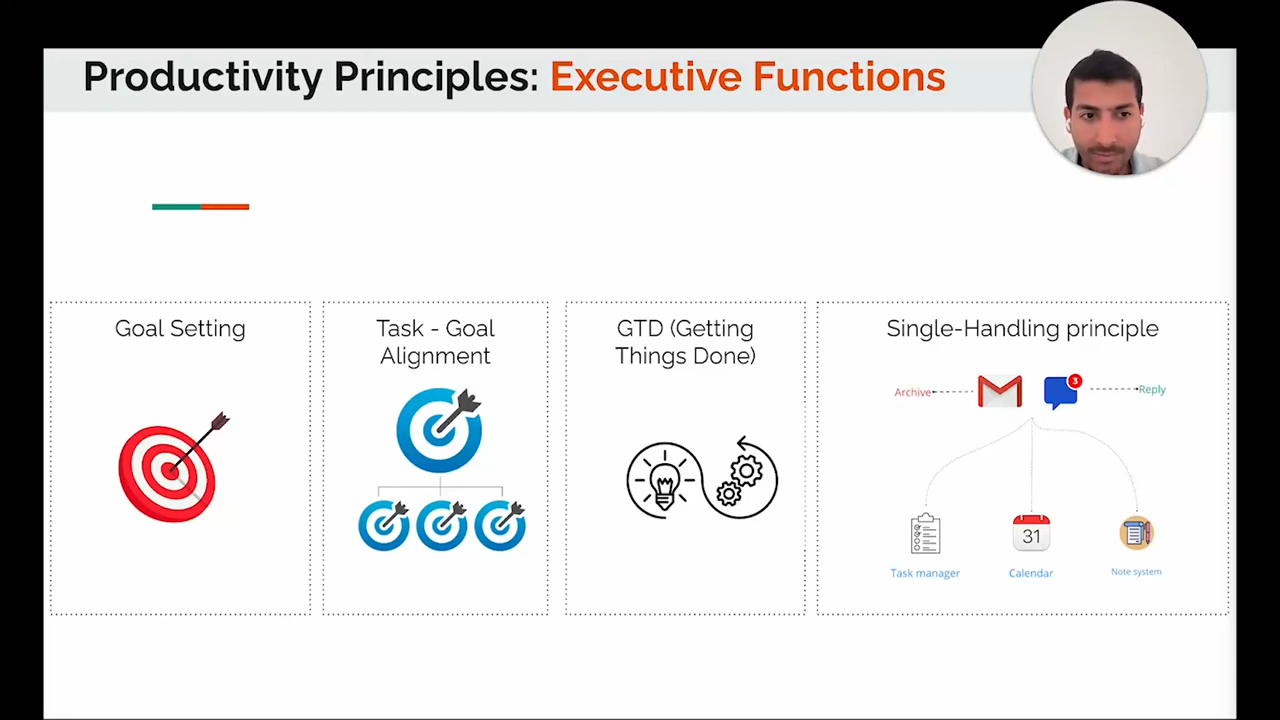 Productivity Principles: Executive Functions
Goal Setting
Task - Goal
Alignment
GTD (Getting
Things Done)
Single-Handling principle
Archive
3
Reply
31
Task manager
Calendar
Note system